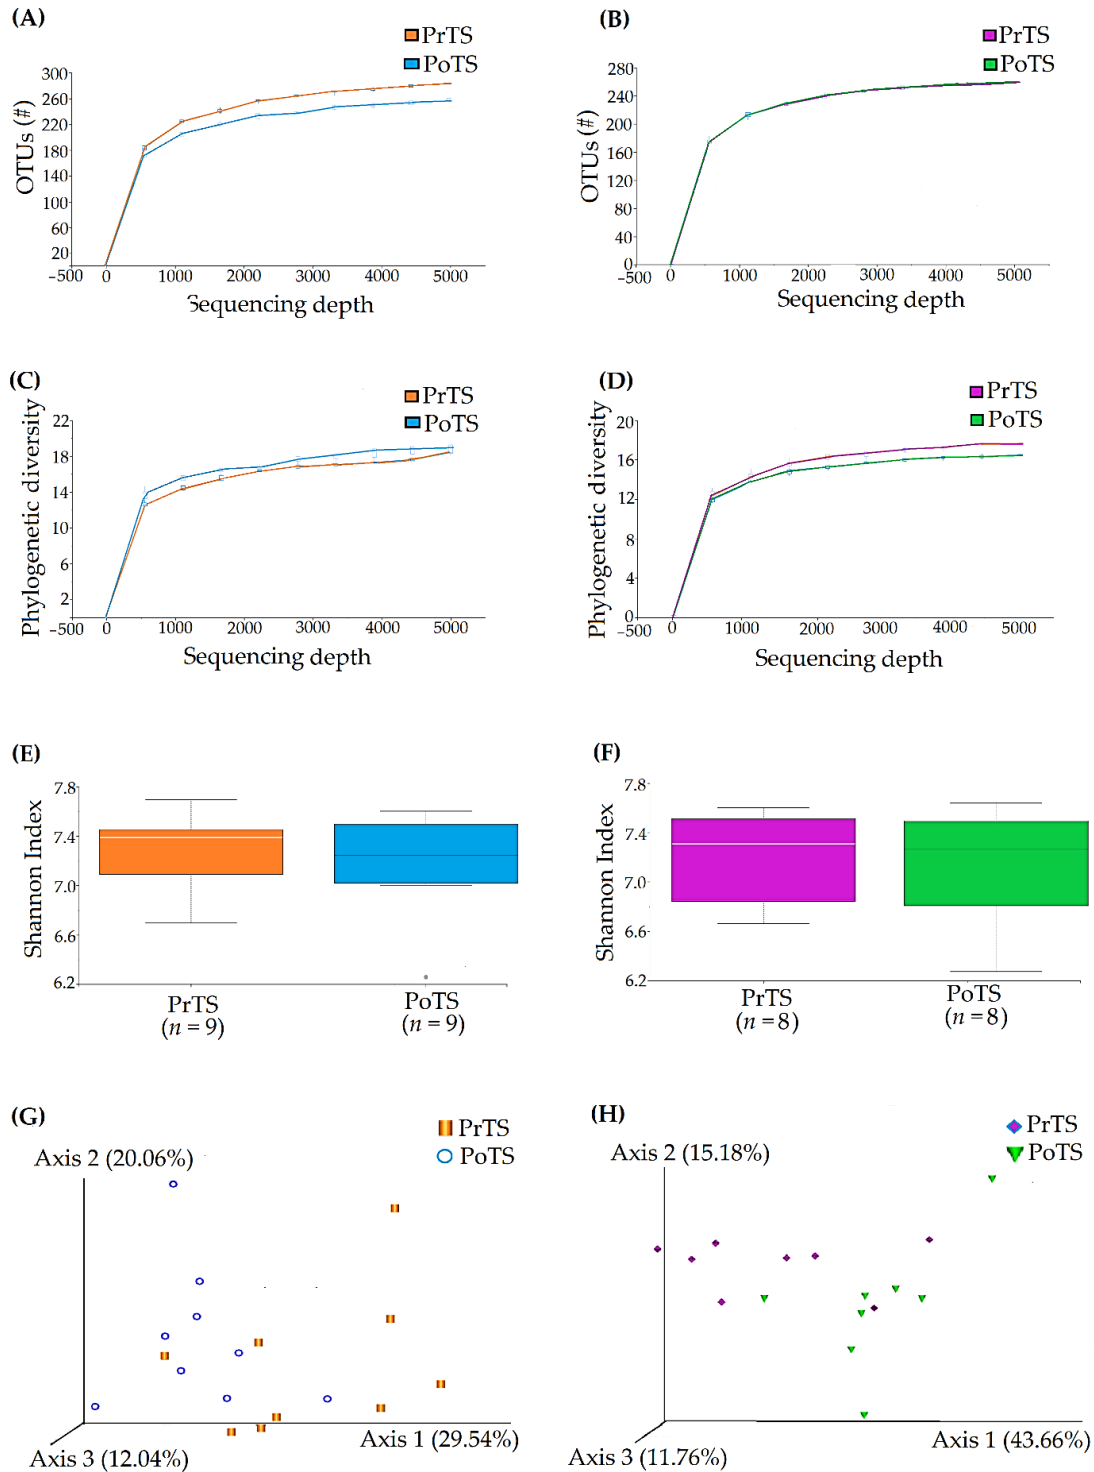 (A)
PrTS
PoTS
300
260
220
180
140
100
60
20
OTUs (#)
−500
0
1000
2000
3000
4000
5000
Sequencing depth
(B)
PrTS
PoTS
280
240
200
160
120
80
40
0
OTUs (#)
−500
0
1000
2000
3000
4000
5000
Sequencing depth
(C)
PrTS
PoTS
22
18
14
10
6
2
Phylogenetic diversity
−500
0
1000
2000
3000
4000
5000
Sequencing depth
(D)
PrTS
PoTS
20
16
12
8
4
0
Phylogenetic diversity
−500
0
1000
2000
3000
4000
5000
Sequencing depth
(E)
7.8
7.4
7.0
6.6
6.2
Shannon Index
PrTS
(n = 9)
PoTS
(n = 9)
(F)
7.8
7.4
7.0
6.6
6.2
Shannon Index
PrTS
(n = 8)
PoTS
(n = 8)
(G)
PrTS
PoTS
Axis 2 (20.06%)
Axis 1 (29.54%)
Axis 3 (12.04%)
(H)
PrTS
PoTS
Axis 2 (15.18%)
Axis 1 (43.66%)
Axis 3 (11.76%)